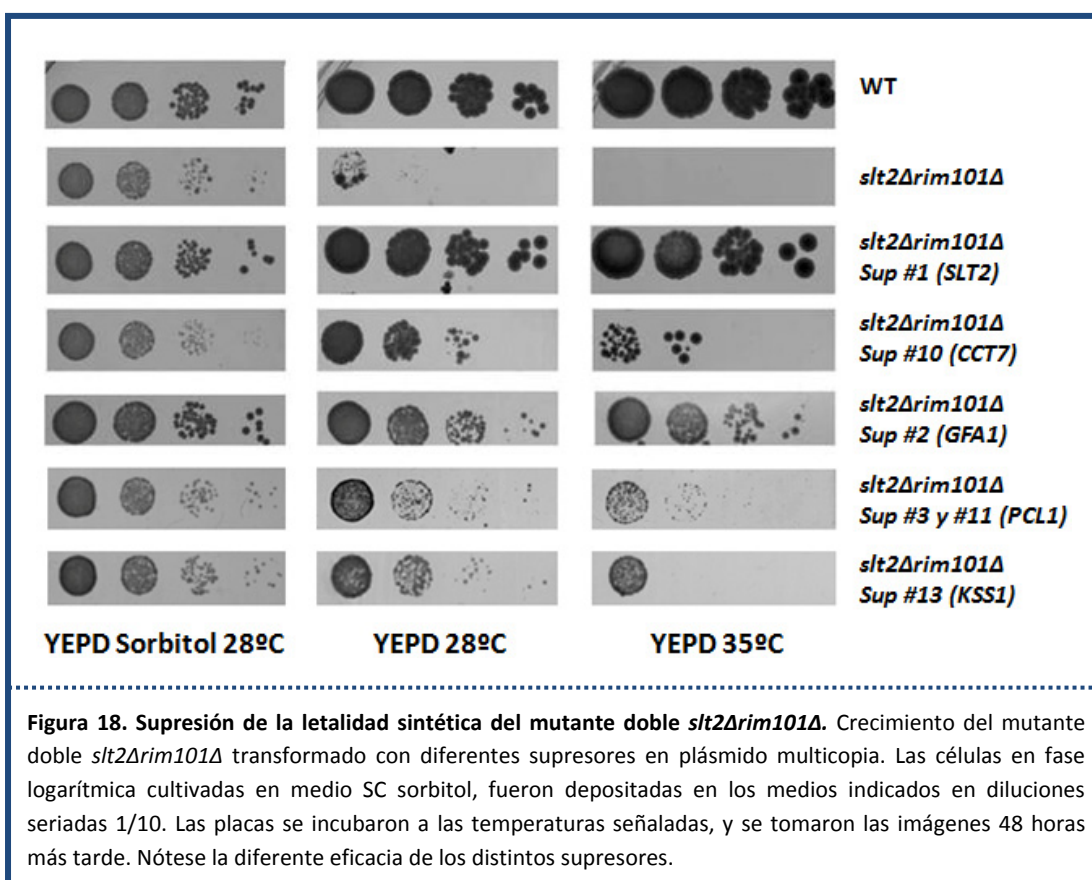 WT
slt2Δrim101Δ
slt2Δrim101Δ
Sup #1 (SLT2)
slt2Δrim101Δ
Sup #10 (CCT7)
slt2Δrim101Δ
Sup #2 (GFA1)
slt2Δrim101Δ
Sup #3 y #11 (PCL1)
slt2Δrim101Δ
Sup #13 (KSS1)
YEPD Sorbitol 28ºC YEPD 28ºC YEPD 35ºC
Figura 18. Supresión de la letalidad sintética del mutante doble slt2Δrim101Δ. Crecimiento del mutante
doble slt2Δrim101Δ transformado con diferentes supresores en plásmido multicopia. Las células en fase
logarítmica cultivadas en medio SC sorbitol, fueron depositadas en los medios indicados en diluciones
seriadas 1/10. Las placas se incubaron a las temperaturas señaladas, y se tomaron las imágenes 48 horas
más tarde. Nótese la diferente eficacia de los distintos supresores.